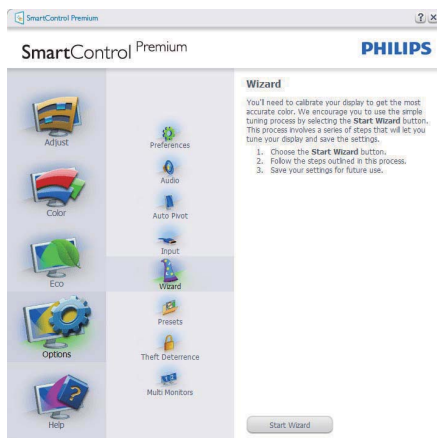 SmartControl Premium
SmartControl Premium
PHILIPS
Adjust
Color
Eco
Options
Help
Preferences
Audio
Auto Pivot
Input
Wizard
Presets
Theft Deterrence
Multi Monitors
Wizard
You'll need to calibrate your display to get the most
accurate color. We encourage you to use the simple
tuning process by selecting the Start Wizard button.
This process involves a series of steps that will let you
tune your display and save the settings.
1. Choose the Start Wizard button.
2. Follow the steps outlined in this process.
3. Save your settings for future use.
Start Wizard